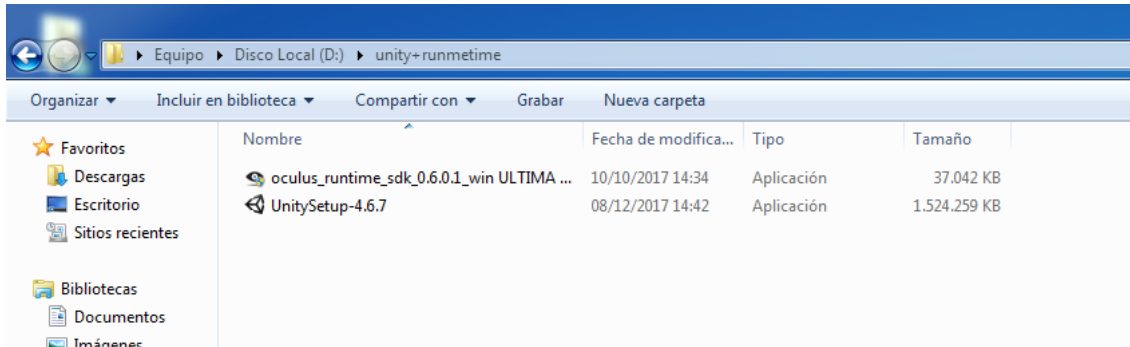 Equipo Disco Local (D:) unity+runmetime
Organizar Incluir en biblioteca Compartir con Grabar Nueva carpeta
Favoritos
Descargas
Escritorio
Sitios recientes
Bibliotecas
Documentos
Imágenes
Nombre Fecha de modifica... Tipo Tamaño
oculus_runtime_sdk_0.6.0.1_win ULTIMA ... 10/10/2017 14:34 Aplicación 37.042 KB
UnitySetup-4.6.7 08/12/2017 14:42 Aplicación 1.524.259 KB